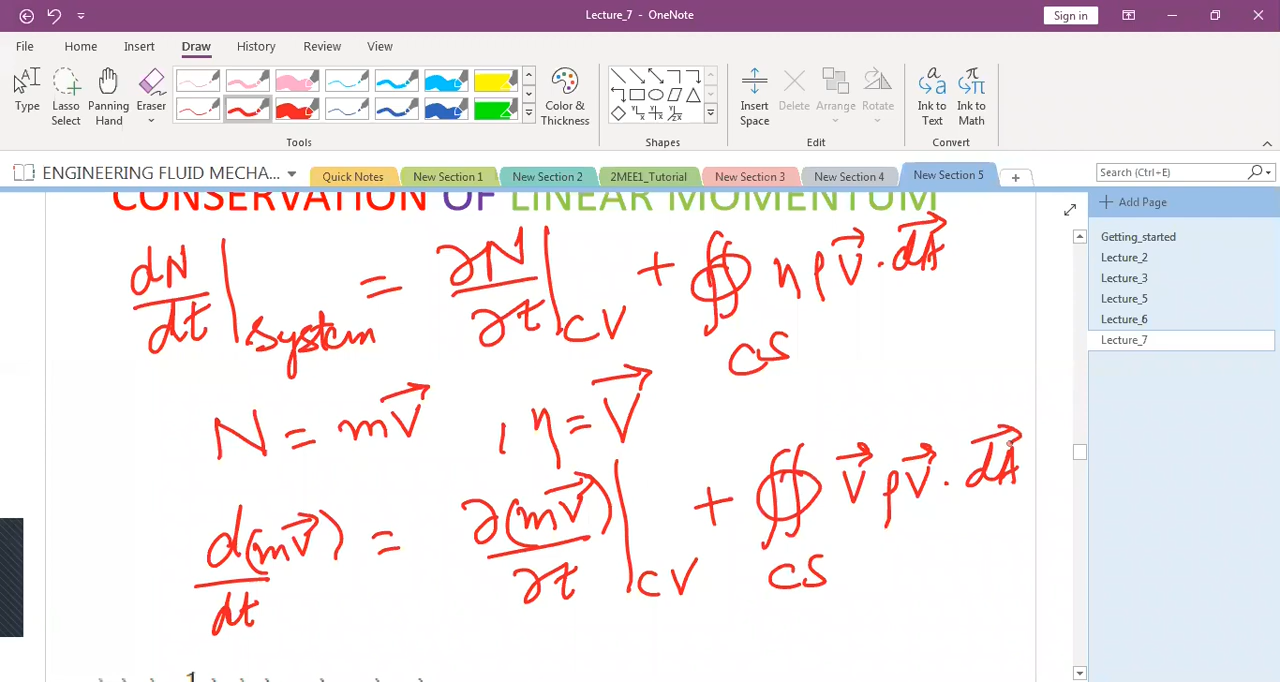 Lecture_7 - OneNote
Sign in
File Home Insert Draw History Review View
Type Lasso Select Panning Hand Eraser Color & Thickness Insert Space Delete Arrange Rotate Ink to Text Ink to Math
Tools Shapes Edit Convert
ENGINEERING FLUID MECHA... Quick Notes New Section 1 New Section 2 2MEE1_Tutorial New Section 3 New Section 4 New Section 5 + Search (Ctrl+E)
Add Page
Getting_started
Lecture_2
Lecture_3
Lecture_5
Lecture_6
Lecture_7
CONSERVATION OF LINEAR MOMENTUM
dN/dt |system = ∂N/∂t |CV + ∯CS η ρ V⃗ · dA⃗
N = mV⃗ , η = V⃗
d(mV⃗)/dt = ∂(mV⃗)/∂t |CV + ∯CS V⃗ ρ V⃗ · dA⃗